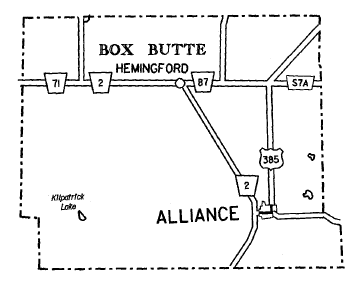 BOX BUTTE
HEMINGFORD
71
2
87
S7A
385
2
Kilpatrick
Lake
ALLIANCE